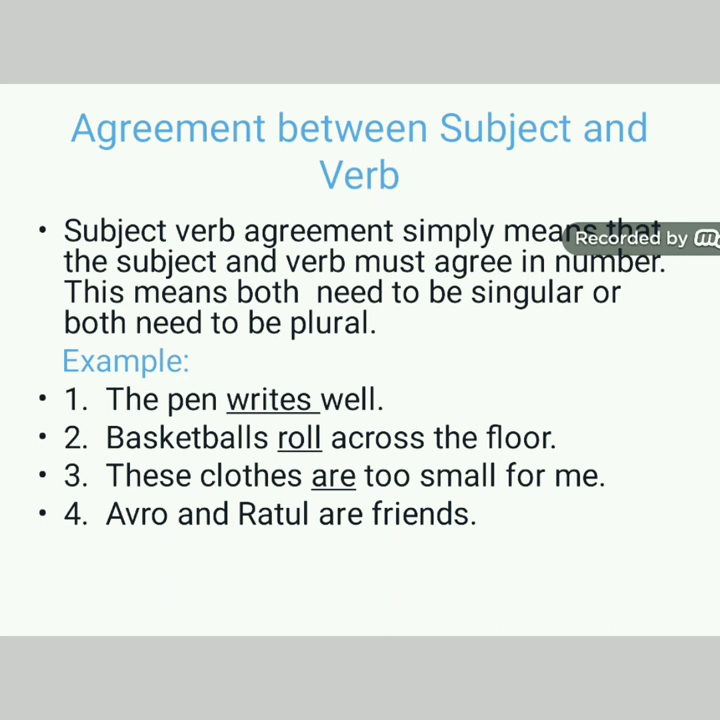 Agreement between Subject and
Verb
• Subject verb agreement simply means that
Recorded by
the subject and verb must agree in number.
This means both need to be singular or
both need to be plural.
Example:
• 1. The pen writes well.
• 2. Basketballs roll across the floor.
• 3. These clothes are too small for me.
• 4. Avro and Ratul are friends.